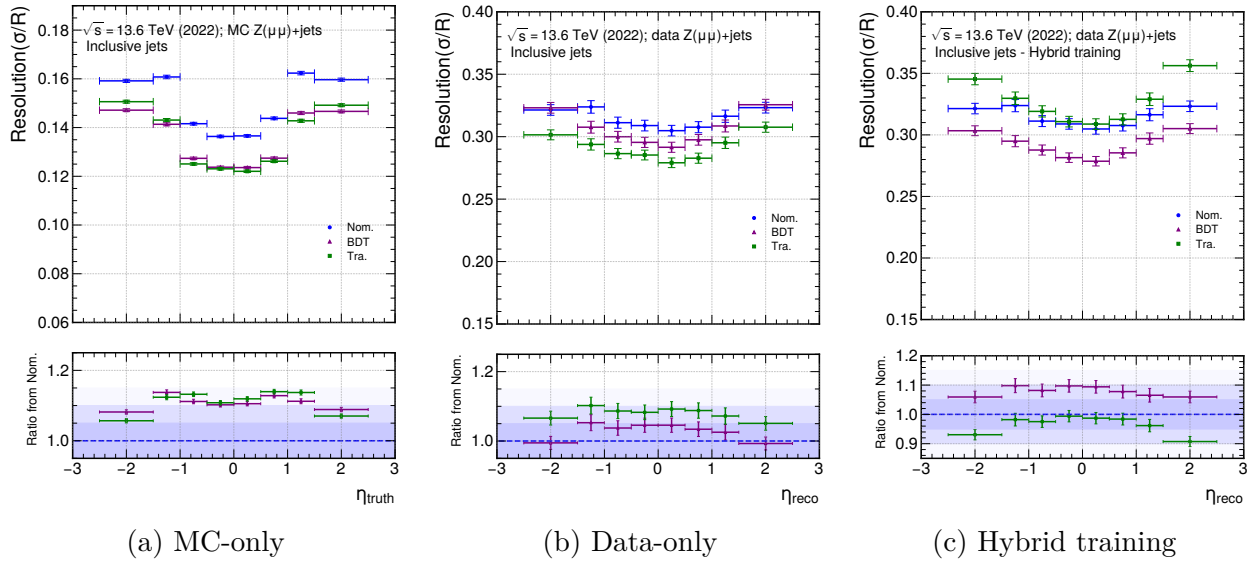 Resolution(σ/R)
0.18
0.16
0.14
0.12
0.10
0.08
0.06
√s = 13.6 TeV (2022); MC Z(μμ)+jets
Inclusive jets
Nom.
BDT
Tra.
Ratio from Nom.
1.2
1.0
−3 −2 −1 0 1 2 3
η_truth
(a) MC-only
Resolution(σ/R)
0.40
0.35
0.30
0.25
0.20
0.15
√s = 13.6 TeV (2022); data Z(μμ)+jets
Inclusive jets
Nom.
BDT
Tra.
Ratio from Nom.
1.2
1.0
−3 −2 −1 0 1 2 3
η_reco
(b) Data-only
Resolution(σ/R)
0.40
0.35
0.30
0.25
0.20
0.15
√s = 13.6 TeV (2022); data Z(μμ)+jets
Inclusive jets - Hybrid training
Nom.
BDT
Tra.
Ratio from Nom.
1.2
1.1
1.0
0.9
−3 −2 −1 0 1 2 3
η_reco
(c) Hybrid training